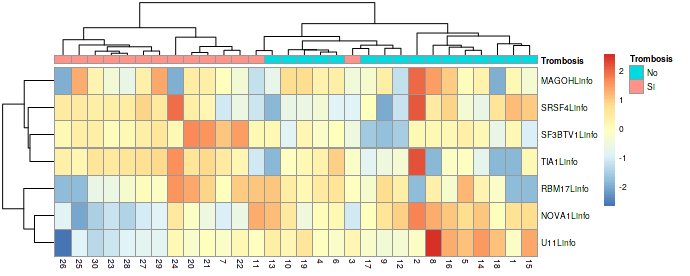 Trombosis
Trombosis
No
Si
2
1
0
-1
-2
MAGOHLinfo
SRSF4Linfo
SF3BTV1Linfo
TIA1Linfo
RBM17Linfo
NOVA1Linfo
U11Linfo
26 25 30 23 28 27 29 24 20 21 7 22 11 13 10 19 4 6 3 17 9 12 2 8 16 5 14 18 1 15